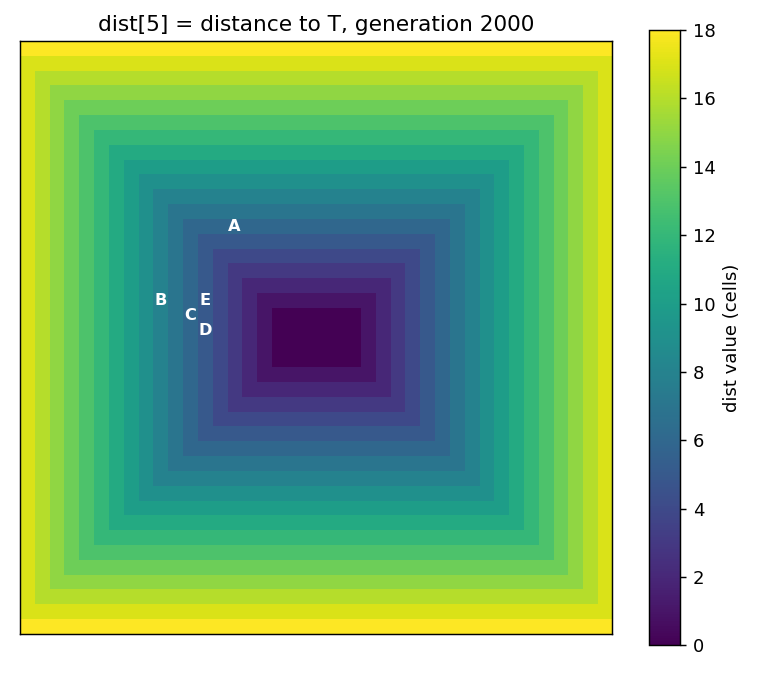 dist[5] = distance to T, generation 2000
A
B
E
C
D
18
16
14
12
10
8
6
4
2
0
dist value (cells)